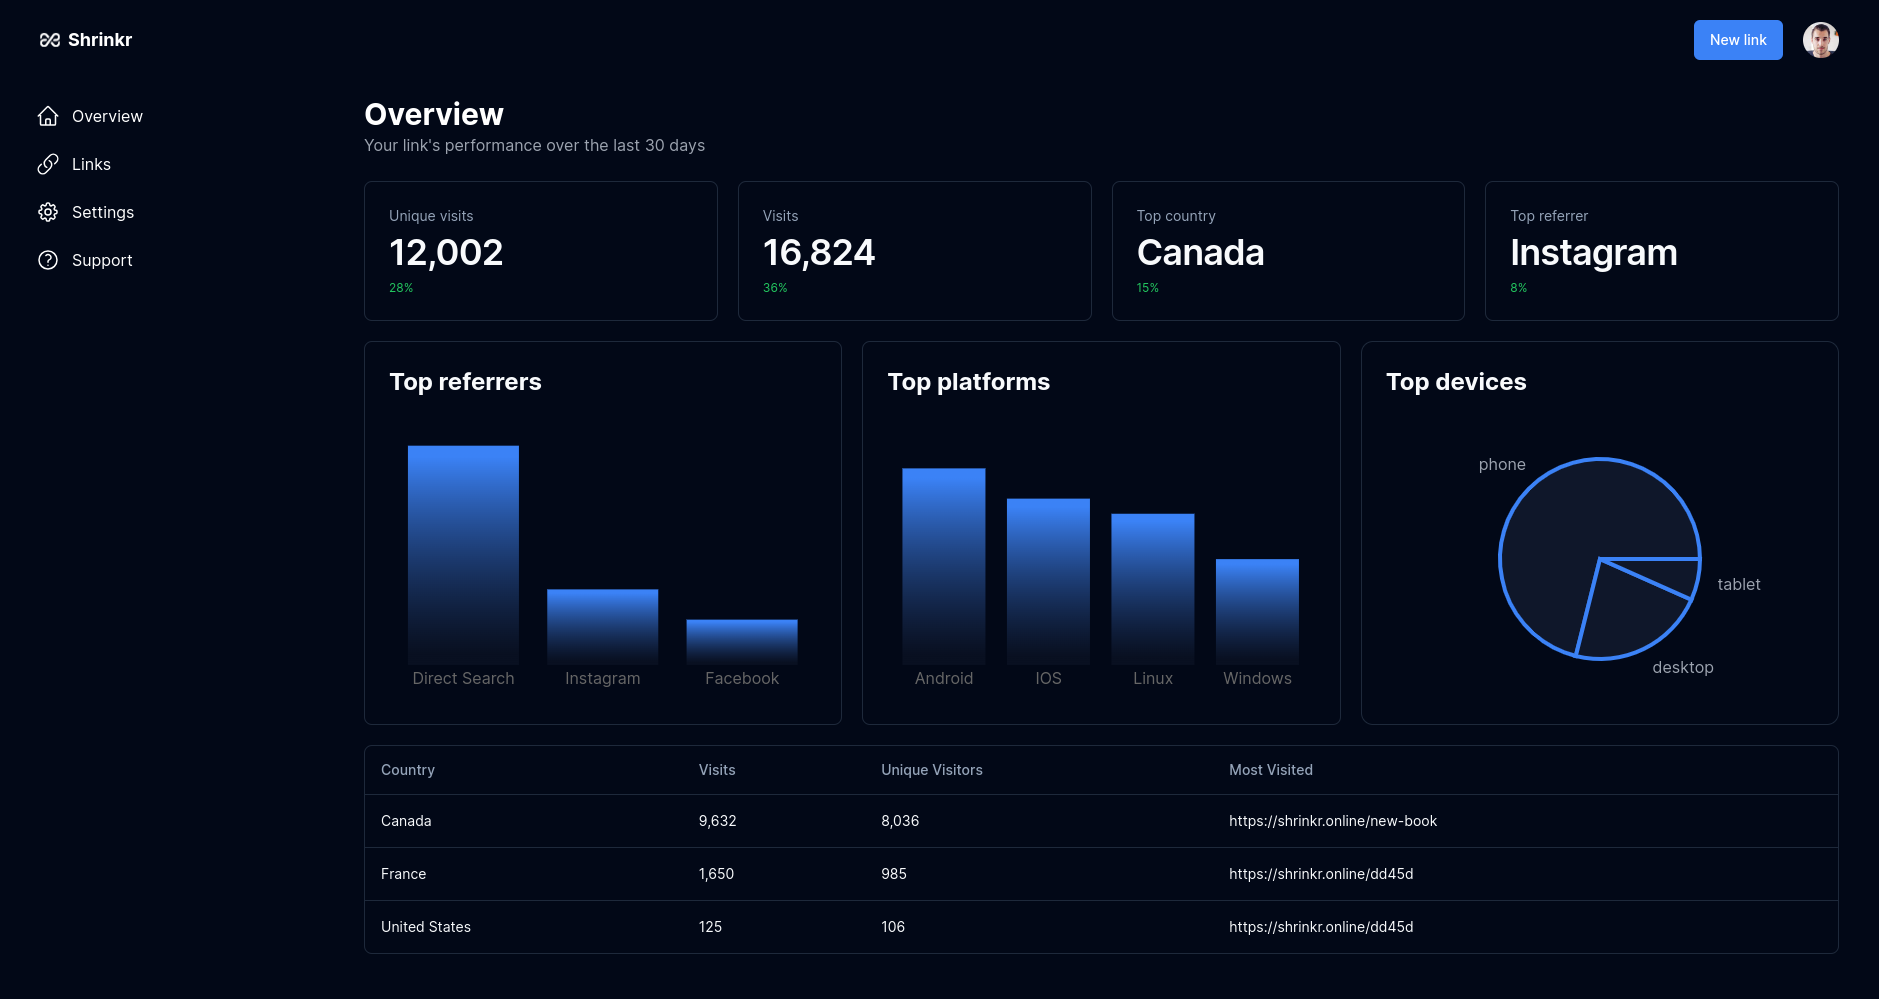 Shrinkr
New link
Overview
Links
Settings
Support
Overview
Your link's performance over the last 30 days
Unique visits
12,002
28%
Visits
16,824
36%
Top country
Canada
15%
Top referrer
Instagram
8%
Top referrers
Direct Search Instagram Facebook
Top platforms
Android IOS Linux Windows
Top devices
phone
tablet
desktop
Country Visits Unique Visitors Most Visited
Canada 9,632 8,036 https://shrinkr.online/new-book
France 1,650 985 https://shrinkr.online/dd45d
United States 125 106 https://shrinkr.online/dd45d